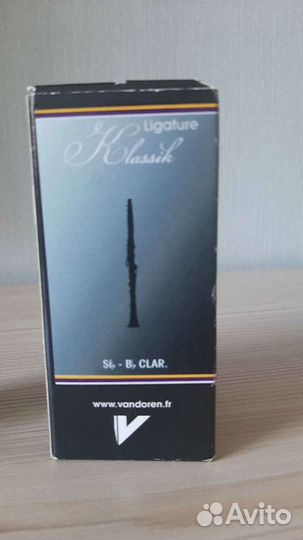 Ligature
Klassik
Si♭ - B♭ CLAR.
www.vandoren.fr
V
Avito